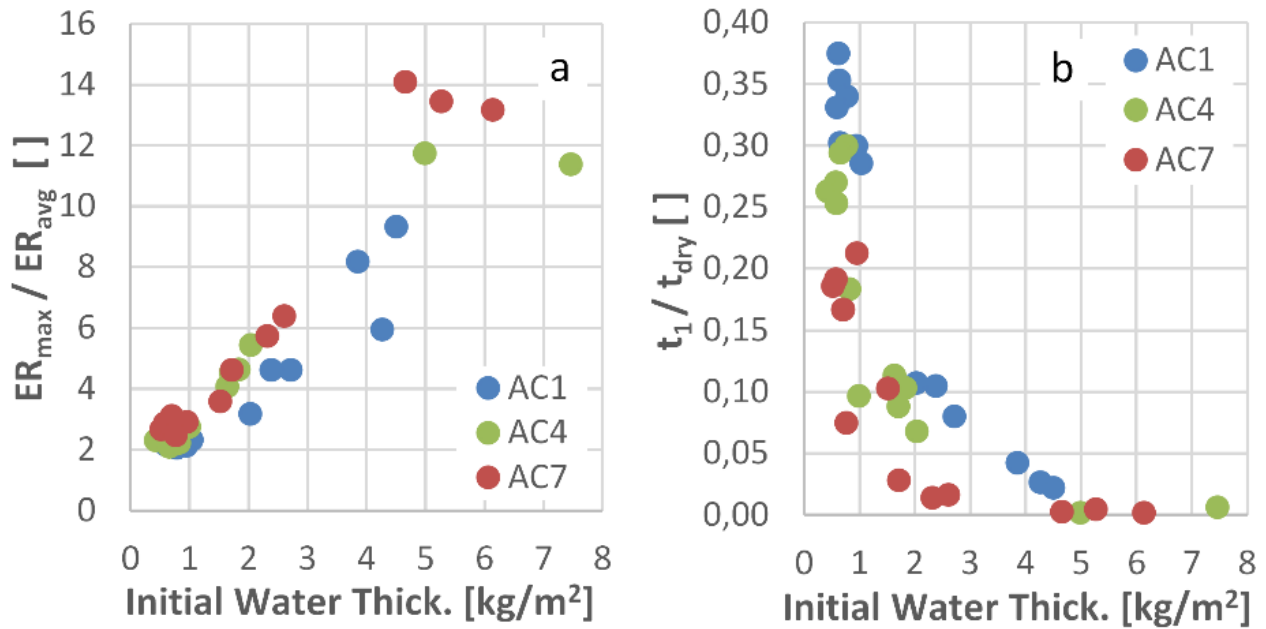 a
ER_max / ER_avg [ ]
16
14
12
10
8
6
4
2
0
AC1
AC4
AC7
0 1 2 3 4 5 6 7 8
Initial Water Thick. [kg/m²]
b
t₁ / t_dry [ ]
0,40
0,35
0,30
0,25
0,20
0,15
0,10
0,05
0,00
AC1
AC4
AC7
0 1 2 3 4 5 6 7 8
Initial Water Thick. [kg/m²]